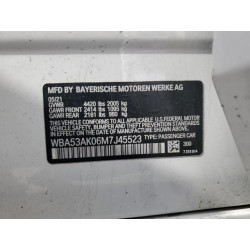 MFD BY BAYERISCHE MOTOREN WERKE AG
05/21
GVWR 4420 lbs 2005 kg
GAWR FRONT 2414 lbs 1095 kg
GAWR REAR 2161 lbs 980 kg
THIS VEHICLE CONFORMS TO ALL APPLICABLE
FEDERAL MOTOR VEHICLE SAFETY,
BUMPER, AND THEFT PREVENTION STANDARDS
IN EFFECT ON THE DATE OF
MANUFACTURE SHOWN ABOVE.
WBA53AK06M7J45523
TYPE: PASSENGER CAR
300